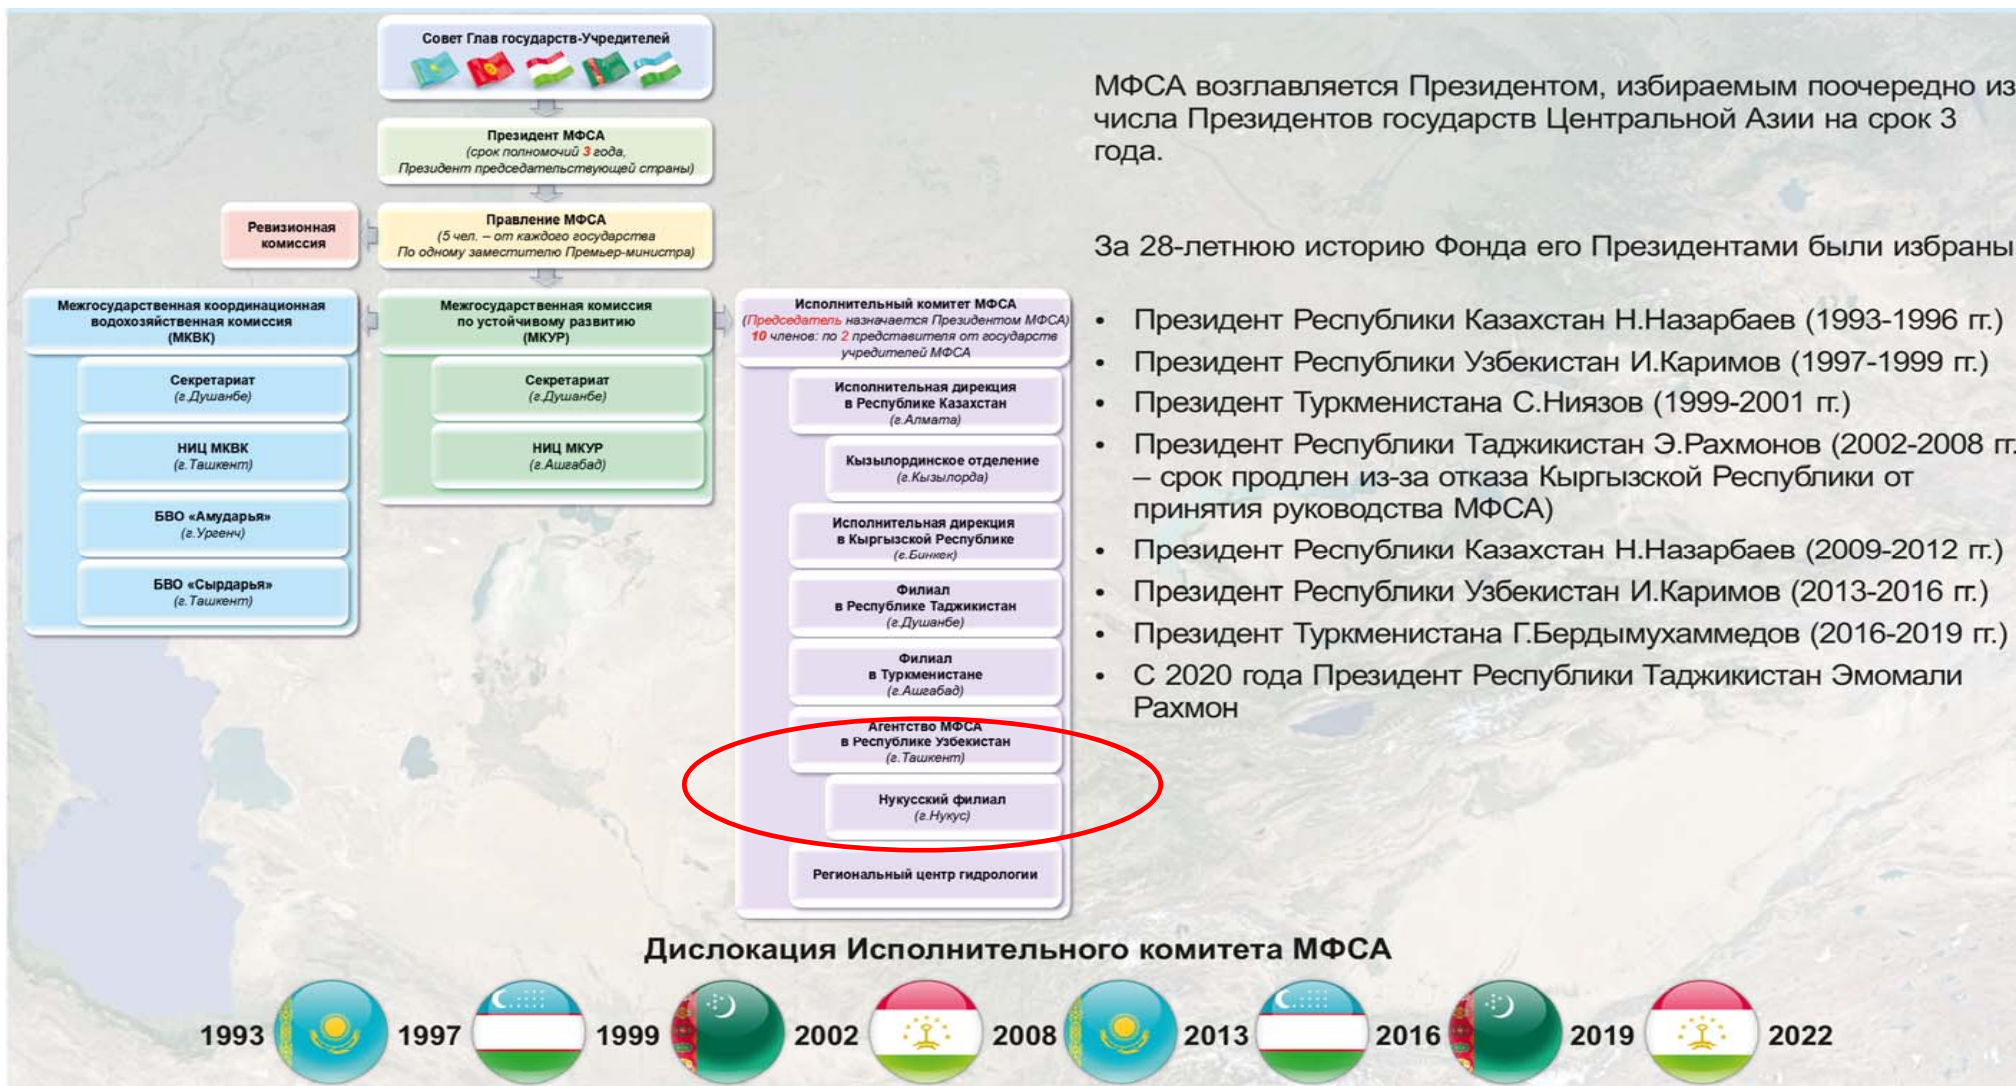 Совет Глав государств-Учредителей
Президент МФСА
(срок полномочий 3 года,
Президент председательствующей страны)
Ревизионная
комиссия
Правление МФСА
(5 чел. – от каждого государства
По одному заместителю Премьер-министра)
Межгосударственная координационная
водохозяйственная комиссия
(МКВК)
Секретариат
(г.Душанбе)
НИЦ МКВК
(г.Ташкент)
БВО «Амударья»
(г.Ургенч)
БВО «Сырдарья»
(г.Ташкент)
Межгосударственная комиссия
по устойчивому развитию
(МКУР)
Секретариат
(г.Душанбе)
НИЦ МКУР
(г.Ашгабад)
Исполнительный комитет МФСА
(Председатель назначается Президентом МФСА)
10 членов: по 2 представителя от государств
учредителей МФСА
Исполнительная дирекция
в Республике Казахстан
(г.Алмата)
Кызылординское отделение
(г.Кызылорда)
Исполнительная дирекция
в Кыргызской Республике
(г.Бишкек)
Филиал
в Республике Таджикистан
(г.Душанбе)
Филиал
в Туркменистане
(г.Ашгабад)
Агентство МФСА
в Республике Узбекистан
(г.Ташкент)
Нукусский филиал
(г.Нукус)
Региональный центр гидрологии
МФСА возглавляется Президентом, избираемым поочередно из
числа Президентов государств Центральной Азии на срок 3
года.
За 28-летнюю историю Фонда его Президентами были избраны
• Президент Республики Казахстан Н.Назарбаев (1993-1996 гг.)
• Президент Республики Узбекистан И.Каримов (1997-1999 гг.)
• Президент Туркменистана С.Ниязов (1999-2001 гг.)
• Президент Республики Таджикистан Э.Рахмонов (2002-2008 гг.
– срок продлен из-за отказа Кыргызской Республики от
принятия руководства МФСА)
• Президент Республики Казахстан Н.Назарбаев (2009-2012 гг.)
• Президент Республики Узбекистан И.Каримов (2013-2016 гг.)
• Президент Туркменистана Г.Бердымухаммедов (2016-2019 гг.)
• С 2020 года Президент Республики Таджикистан Эмомали
Рахмон
Дислокация Исполнительного комитета МФСА
1993 1997 1999 2002 2008 2013 2016 2019 2022